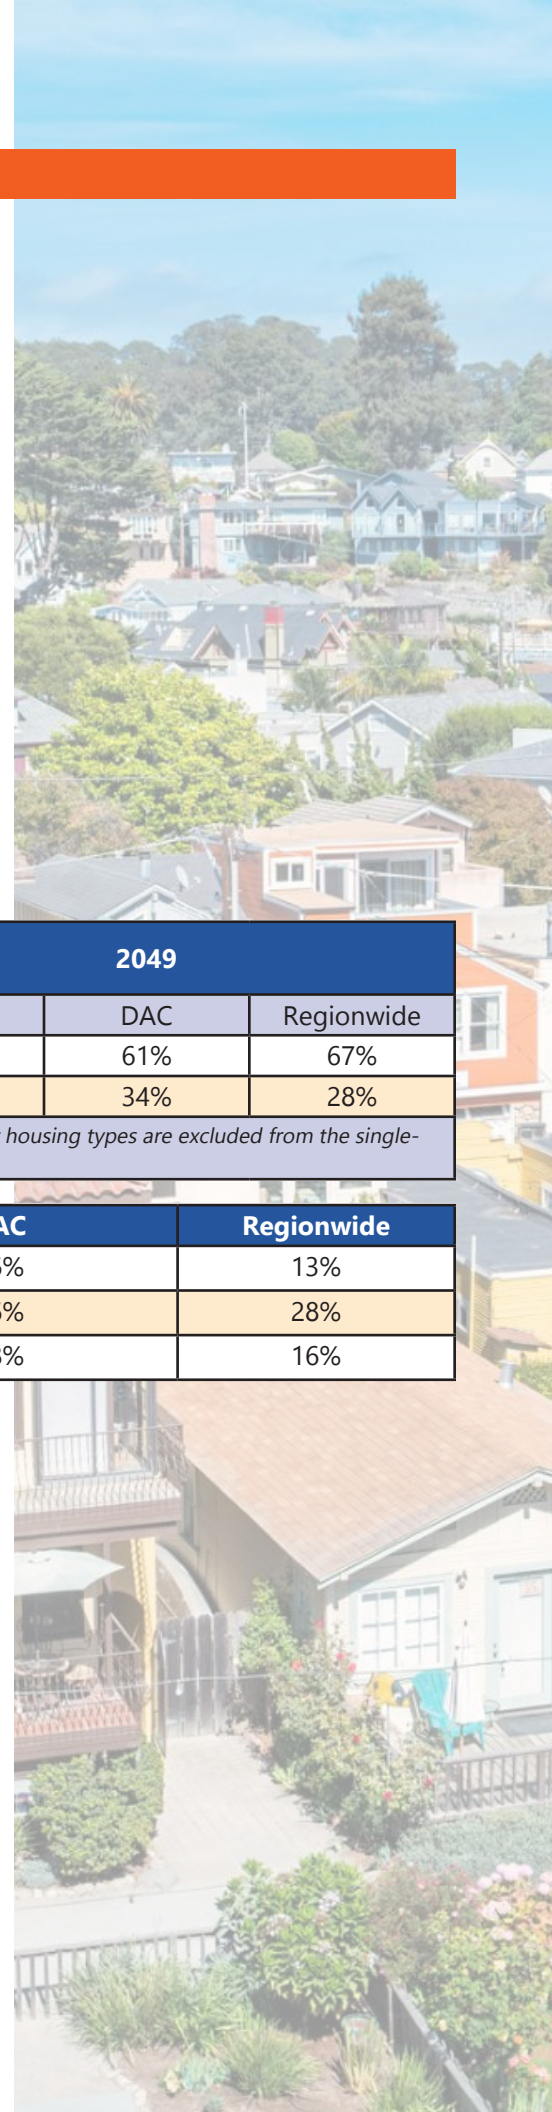 2049
DAC Regionwide
61% 67%
34% 28%
housing types are excluded from the single-
Regionwide
% 13%
% 28%
% 16%